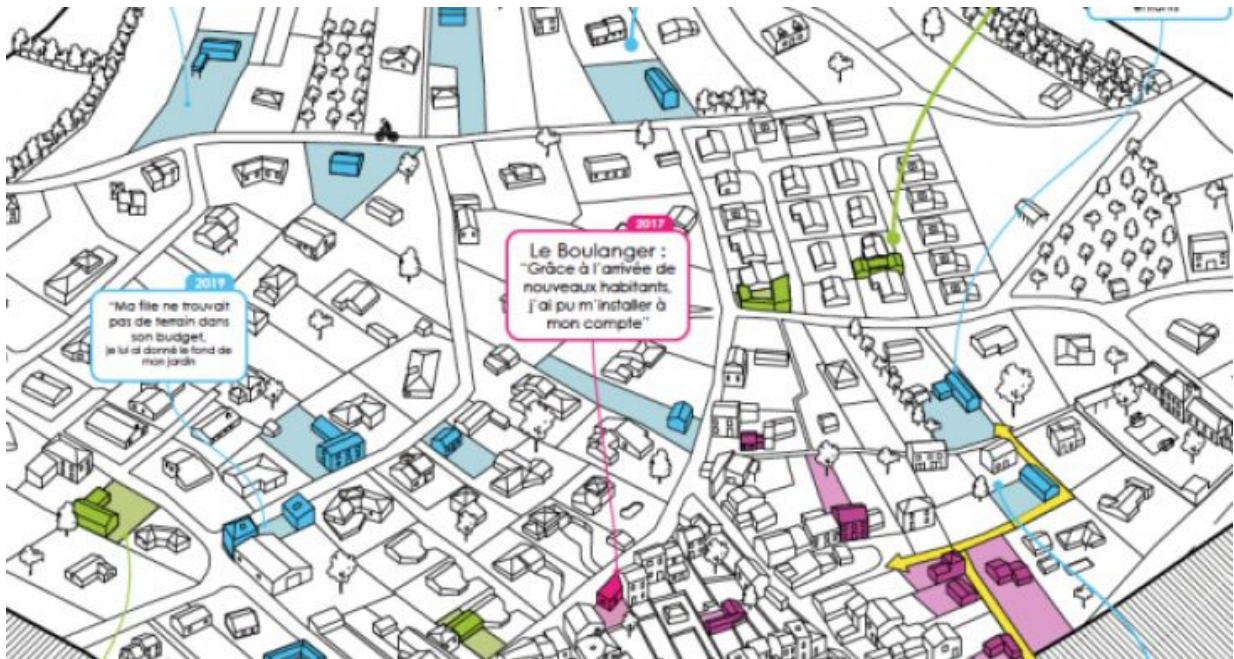 enfants
2017
Le Boulanger :
"Grâce à l'arrivée de
nouveaux habitants,
j'ai pu m'installer à
mon compte"
2019
"Ma fille ne trouvait
pas de terrain dans
son budget,
je lui ai donné le fond de
mon jardin